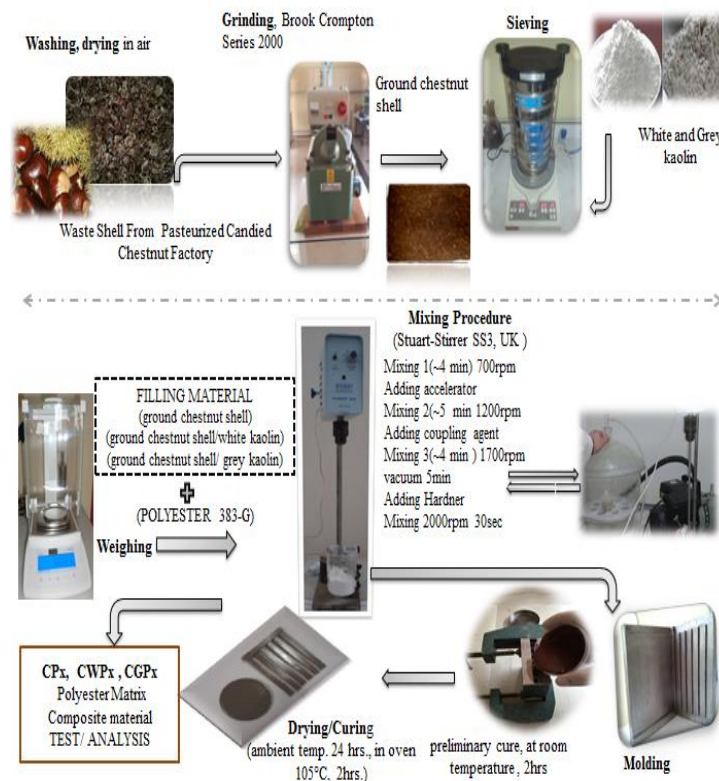 Washing, drying in air
Grinding, Brook Crompton
Series 2000
Sieving
Ground chestnut
shell
White and Grey
kaolin
Waste Shell From Pasteurized Candied
Chestnut Factory
Mixing Procedure
(Stuart-Stirrer SS3, UK )
Mixing 1(~4 min) 700rpm
Adding accelerator
Mixing 2(~5 min 1200rpm
Adding coupling agent
Mixing 3(~4 min ) 1700rpm
vacuum 5min
Adding Hardner
Mixing 2000rpm 30sec
FILLING MATERIAL
(ground chestnut shell)
(ground chestnut shell/white kaolin)
(ground chestnut shell/ grey kaolin)
(POLYESTER 383-G)
Weighing
CPx, CWPx , CGPx
Polyester Matrix
Composite material
TEST/ ANALYSIS
Drying/Curing
(ambient temp. 24 hrs., in oven
105°C, 2hrs.)
preliminary cure, at room
temperature , 2hrs
Molding